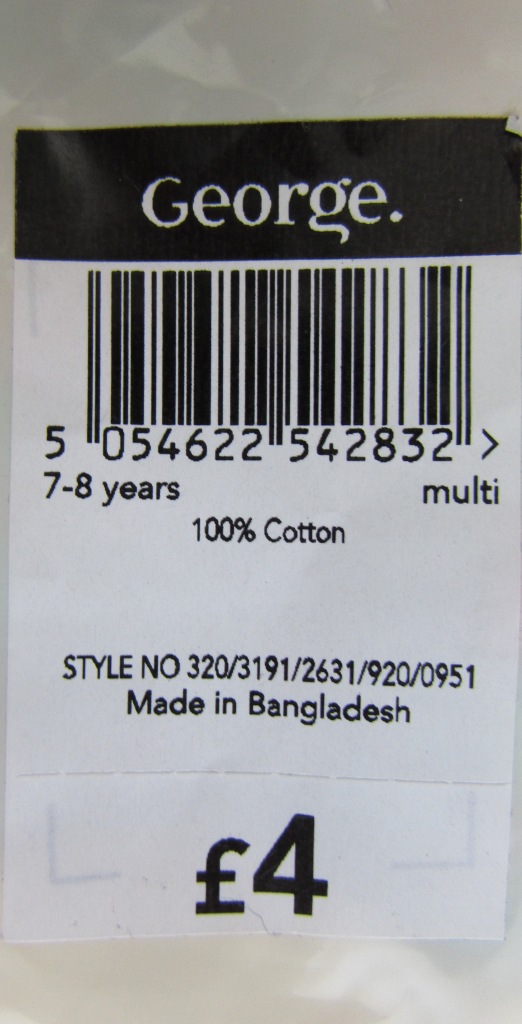 George.
5 054622 542832 >
7-8 years multi
100% Cotton
STYLE NO 320/3191/2631/920/0951
Made in Bangladesh
£4